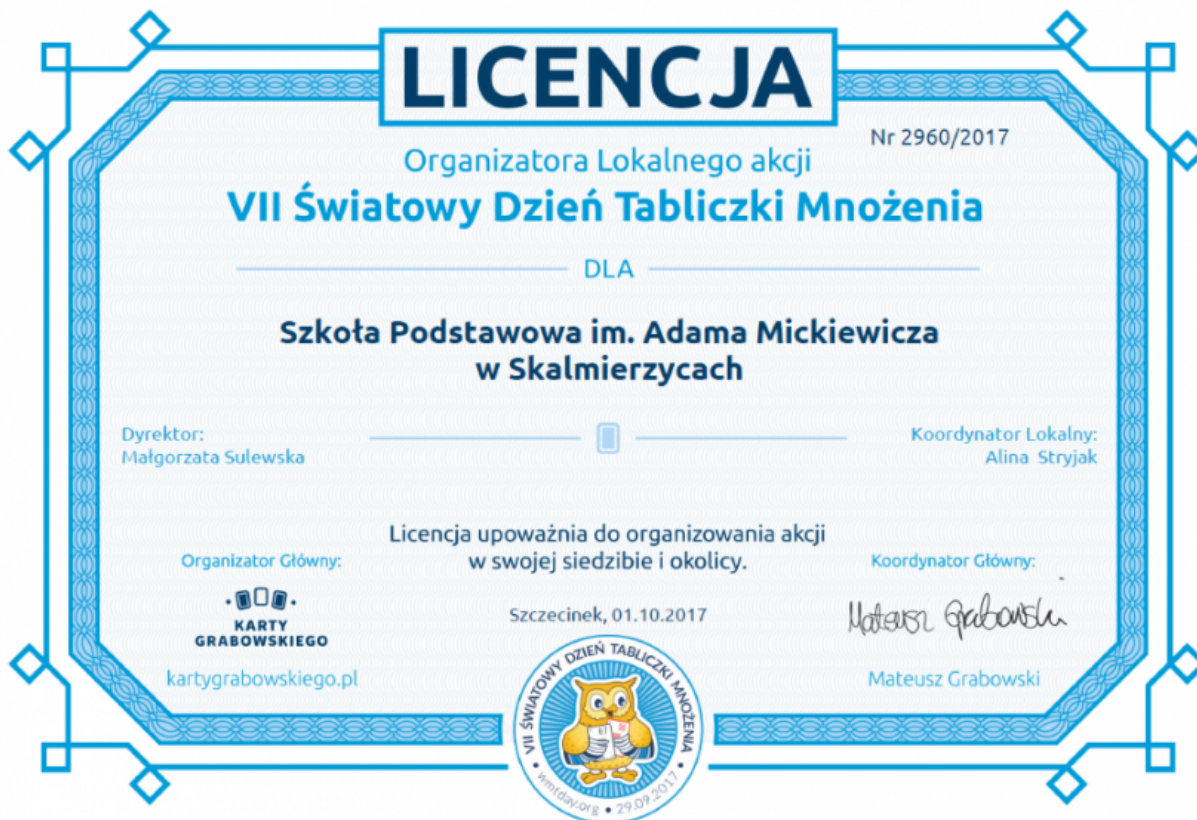 LICENCJA
Nr 2960/2017
Organizatora Lokalnego akcji
VII Światowy Dzień Tabliczki Mnożenia
DLA
Szkoła Podstawowa im. Adama Mickiewicza
w Skalmierzycach
Dyrektor:
Małgorzata Sulewska
Koordynator Lokalny:
Alina Stryjak
Licencja upoważnia do organizowania akcji
w swojej siedzibie i okolicy.
Organizator Główny:
KARTY
GRABOWSKIEGO
kartygrabowskiego.pl
Szczecinek, 01.10.2017
Koordynator Główny:
Mateusz Grabowski
Mateusz Grabowski
VII ŚWIATOWY DZIEŃ TABLICZKI MNOŻENIA
wmtday.org • 29.09.2017